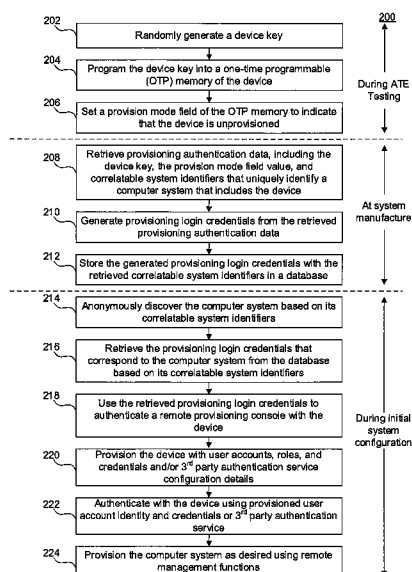 200
202
Randomly generate a device key
204
Program the device key into a one-time programmable
(OTP) memory of the device
During ATE
Testing
206
Set a provision mode field of the OTP memory to indicate
that the device is unprovisioned
208
Retrieve provisioning authentication data, including the
device key, the provision mode field value, and
correlatable system identifiers that uniquely identify a
computer system that includes the device
At system
manufacture
210
Generate provisioning login credentials from the retrieved
provisioning authentication data
212
Store the generated provisioning login credentials with the
retrieved correlatable system identifiers in a database
214
Anonymously discover the computer system based on its
correlatable system identifiers
216
Retrieve the provisioning login credentials that
correspond to the computer system from the database
based on its correlatable system identifiers
218
Use the retrieved provisioning login credentials to
authenticate a remote provisioning console with the
device
During initial
system
configuration
220
Provision the device with user accounts, roles, and
credentials and/or 3rd party authentication service
configuration details
222
Authenticate with the device using provisioned user
account identity and credentials or 3rd party authentication
service
224
Provision the computer system as desired using remote
management functions